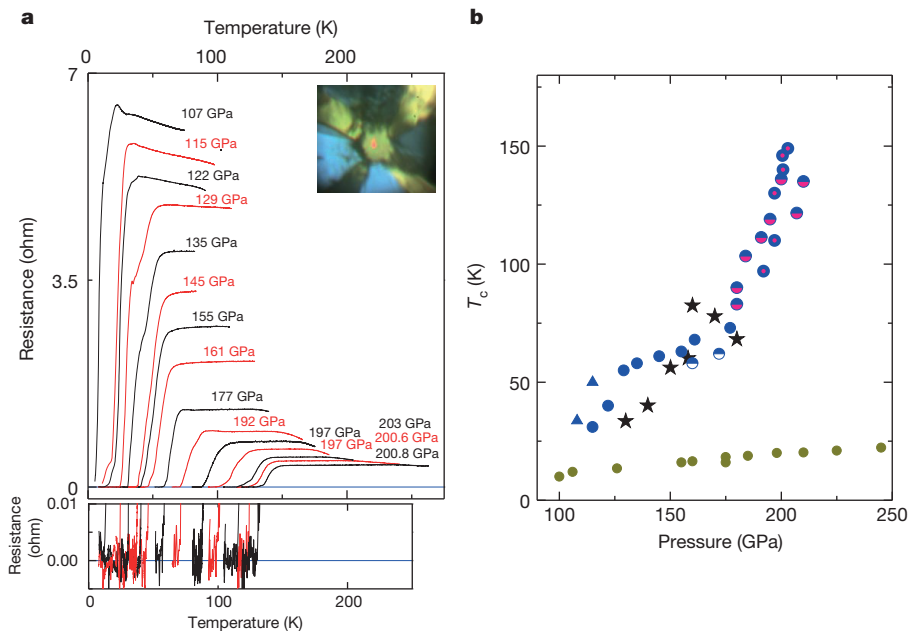 a
Temperature (K)
0 100 200
7
3.5
0
Resistance (ohm)
107 GPa
115 GPa
122 GPa
129 GPa
135 GPa
145 GPa
155 GPa
161 GPa
177 GPa
192 GPa
197 GPa
197 GPa
203 GPa
200.6 GPa
200.8 GPa
0.01
0.00
Resistance
(ohm)
0 100 200
Temperature (K)
b
150
100
50
0
Tc (K)
100 150 200 250
Pressure (GPa)